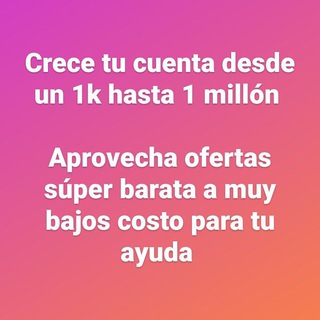 Crece tu cuenta desde
un 1k hasta 1 millón
Aprovecha ofertas
súper barata a muy
bajos costo para tu
ayuda